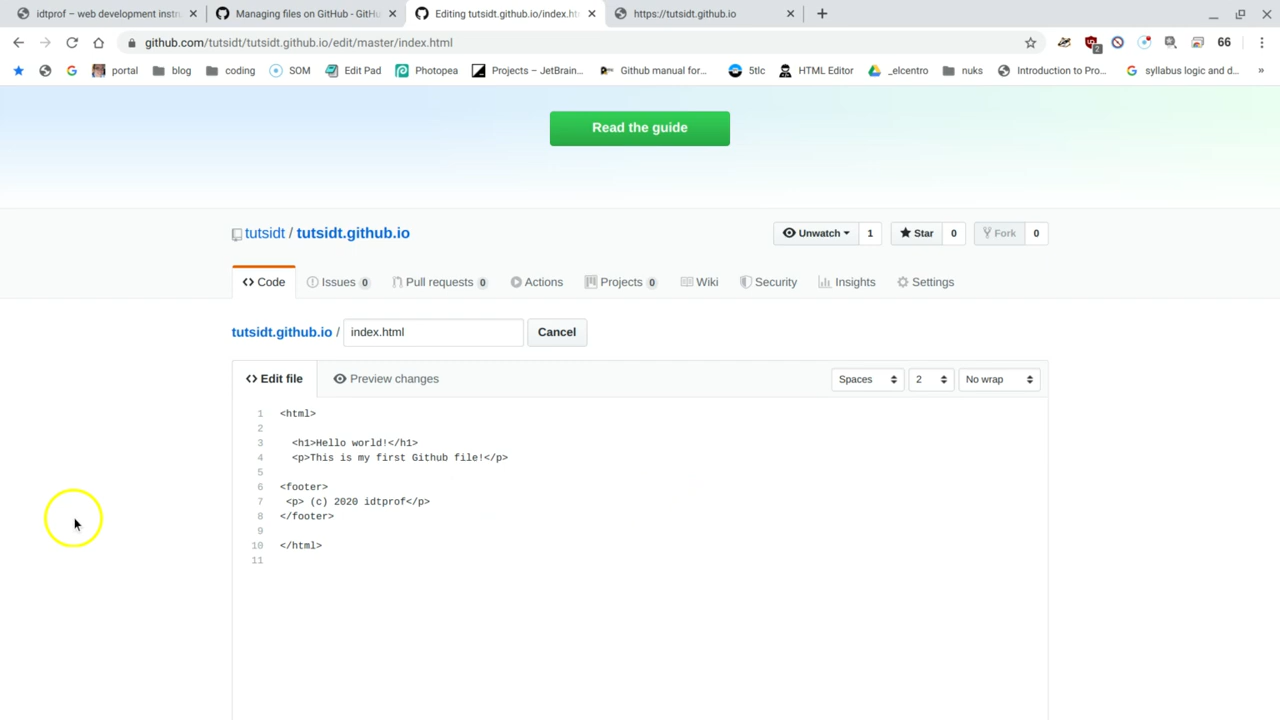 idtprof – web development instru
Managing files on GitHub - GitHu
Editing tutsidt.github.io/index.ht
https://tutsidt.github.io
github.com/tutsidt/tutsidt.github.io/edit/master/index.html
2
66
portal
blog
coding
SOM
Edit Pad
Photopea
Projects – JetBrain...
Github manual for...
5tlc
HTML Editor
_elcentro
nuks
Introduction to Pro...
syllabus logic and d...
»
Read the guide
tutsidt / tutsidt.github.io
Unwatch 1
Star 0
Fork 0
<> Code
Issues 0
Pull requests 0
Actions
Projects 0
Wiki
Security
Insights
Settings
tutsidt.github.io / index.html Cancel
<> Edit file
Preview changes
Spaces
2
No wrap
1 <html>
2
3 <h1>Hello world!</h1>
4 <p>This is my first Github file!</p>
5
6 <footer>
7 <p> (c) 2020 idtprof</p>
8 </footer>
9
10 </html>
11